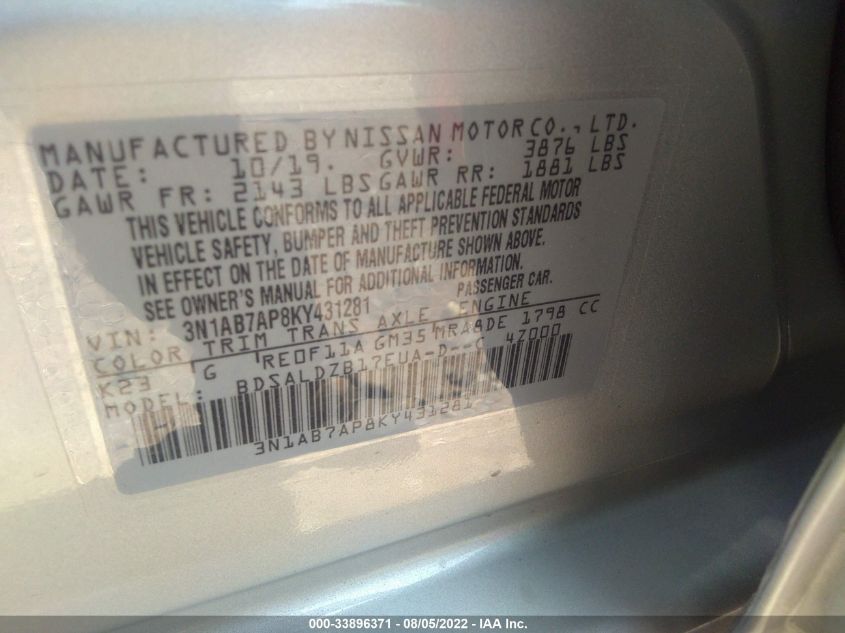 MANUFACTURED BY NISSAN MOTOR CO., LTD.
DATE: 10/19. GVWR: 3876 LBS
GAWR FR: 2143 LBS GAWR RR: 1881 LBS
THIS VEHICLE CONFORMS TO ALL APPLICABLE FEDERAL MOTOR
VEHICLE SAFETY, BUMPER AND THEFT PREVENTION STANDARDS
IN EFFECT ON THE DATE OF MANUFACTURE SHOWN ABOVE.
SEE OWNER'S MANUAL FOR ADDITIONAL INFORMATION.
VIN: 3N1AB7AP8KY431281 PASSENGER CAR.
COLOR TRIM TRANS AXLE ENGINE
K23 G RE0F11A GM35 MRA8DE 1798 CC
MODEL: BDSALDZB17EUA-D--C 4Z000
3N1AB7AP8KY431281
000-33896371 - 08/05/2022 - IAA Inc.